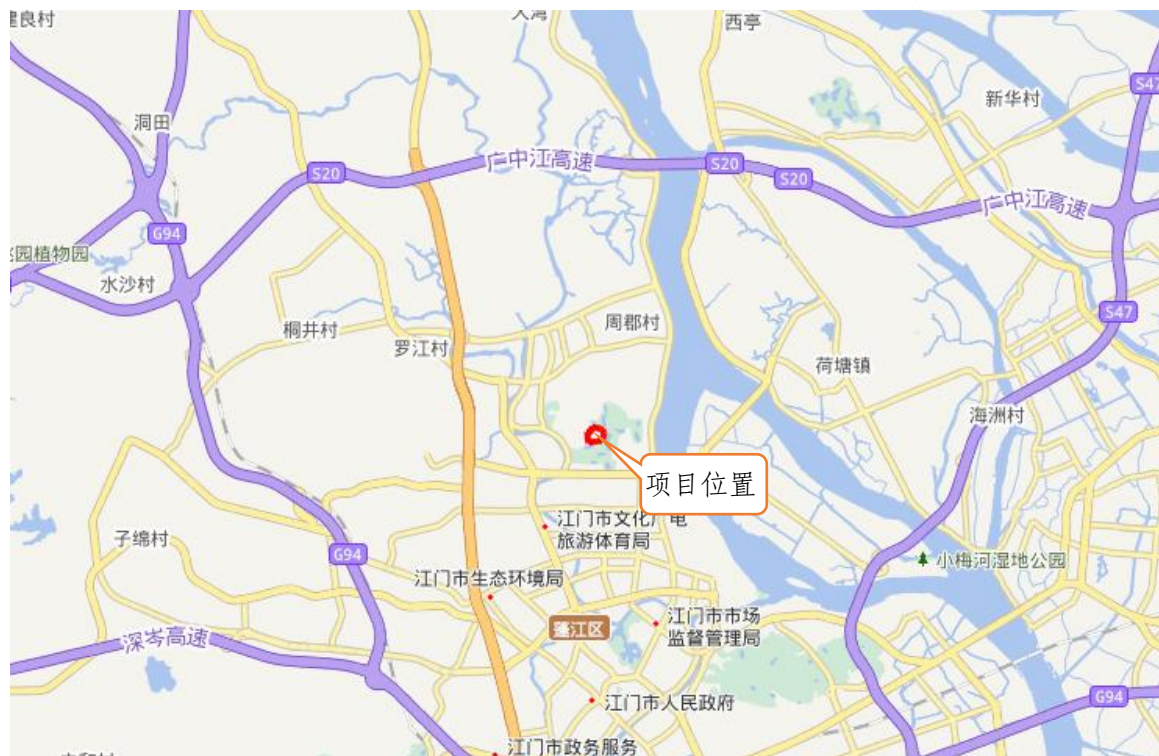 建良村
大湾
西亭
S47
新华村
洞田
广中江高速
S20
S20
S20
广中江高速
G94
园植物园
水沙村
S47
桐井村
周郡村
罗江村
荷塘镇
海洲村
项目位置
江门市文化广电
旅游体育局
子绵村
G94
小梅河湿地公园
江门市生态环境局
蓬江区
江门市市场
监督管理局
深岑高速
G94
江门市人民政府
江门市政务服务